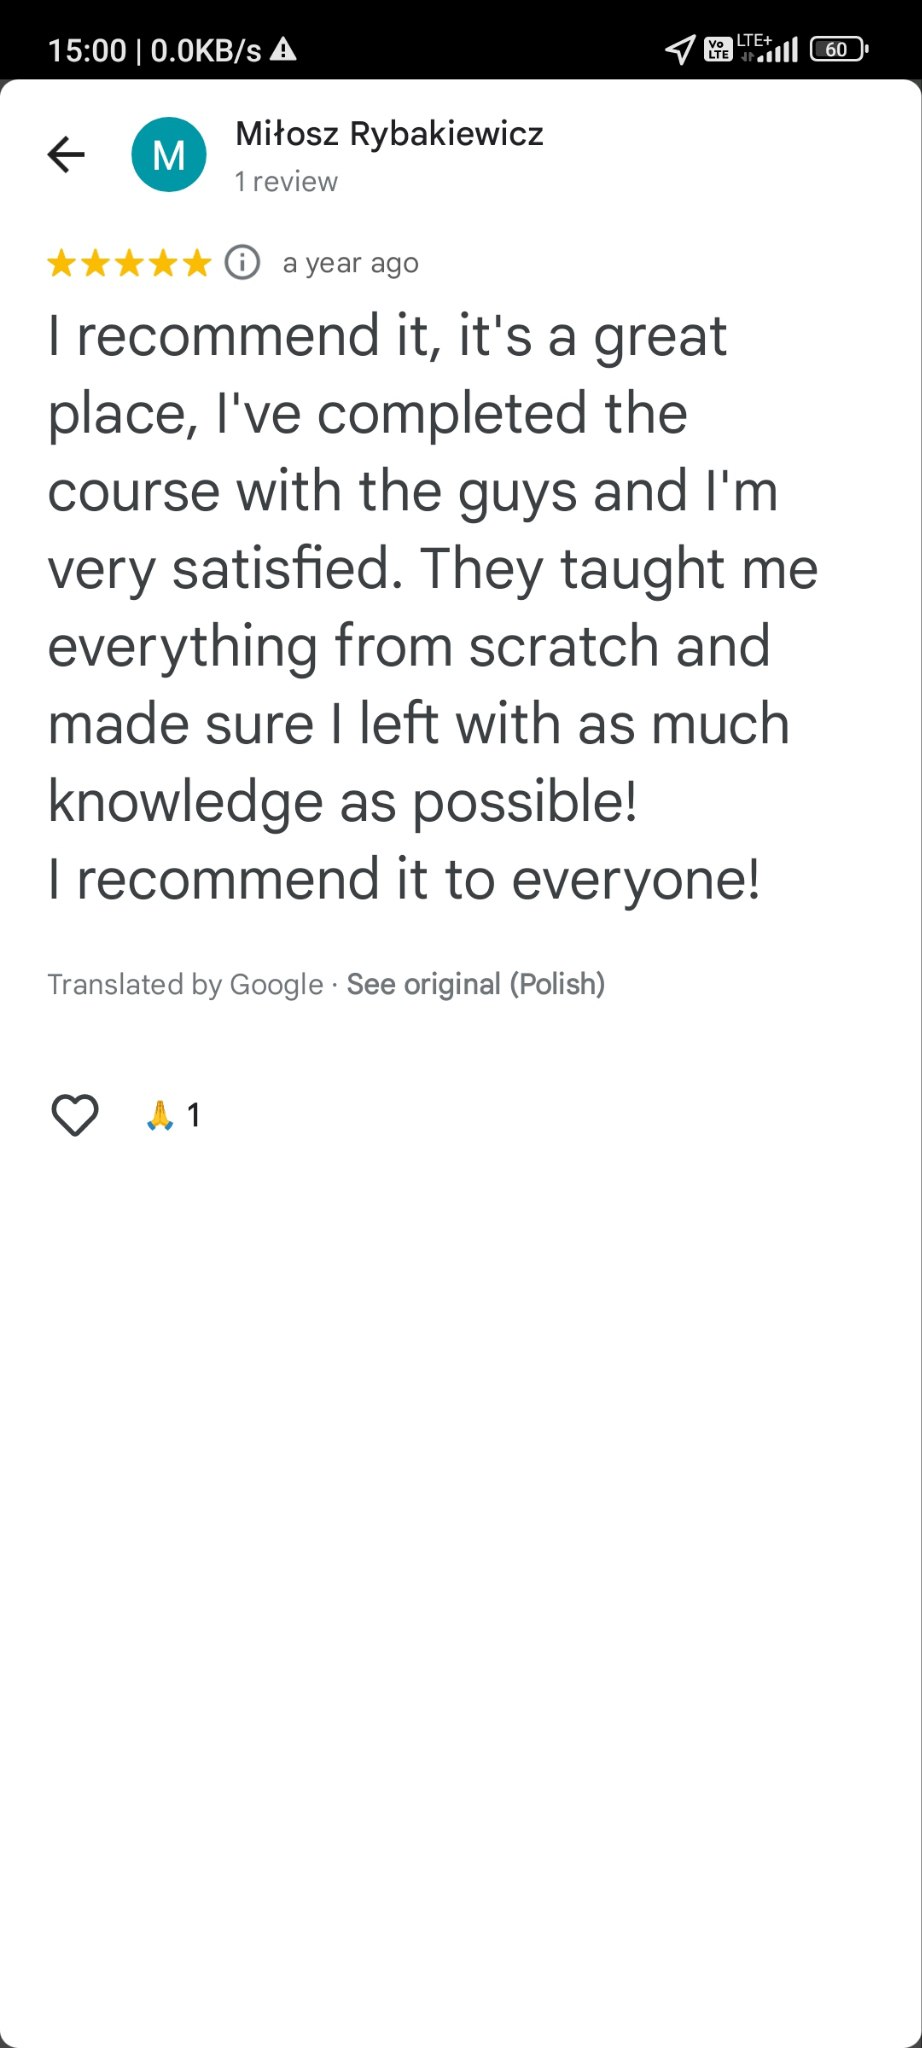 15:00 | 0.0KB/s
Vo LTE LTE+ 60
M
Miłosz Rybakiewicz
1 review
a year ago
I recommend it, it's a great
place, I've completed the
course with the guys and I'm
very satisfied. They taught me
everything from scratch and
made sure I left with as much
knowledge as possible!
I recommend it to everyone!
Translated by Google · See original (Polish)
🙏 1